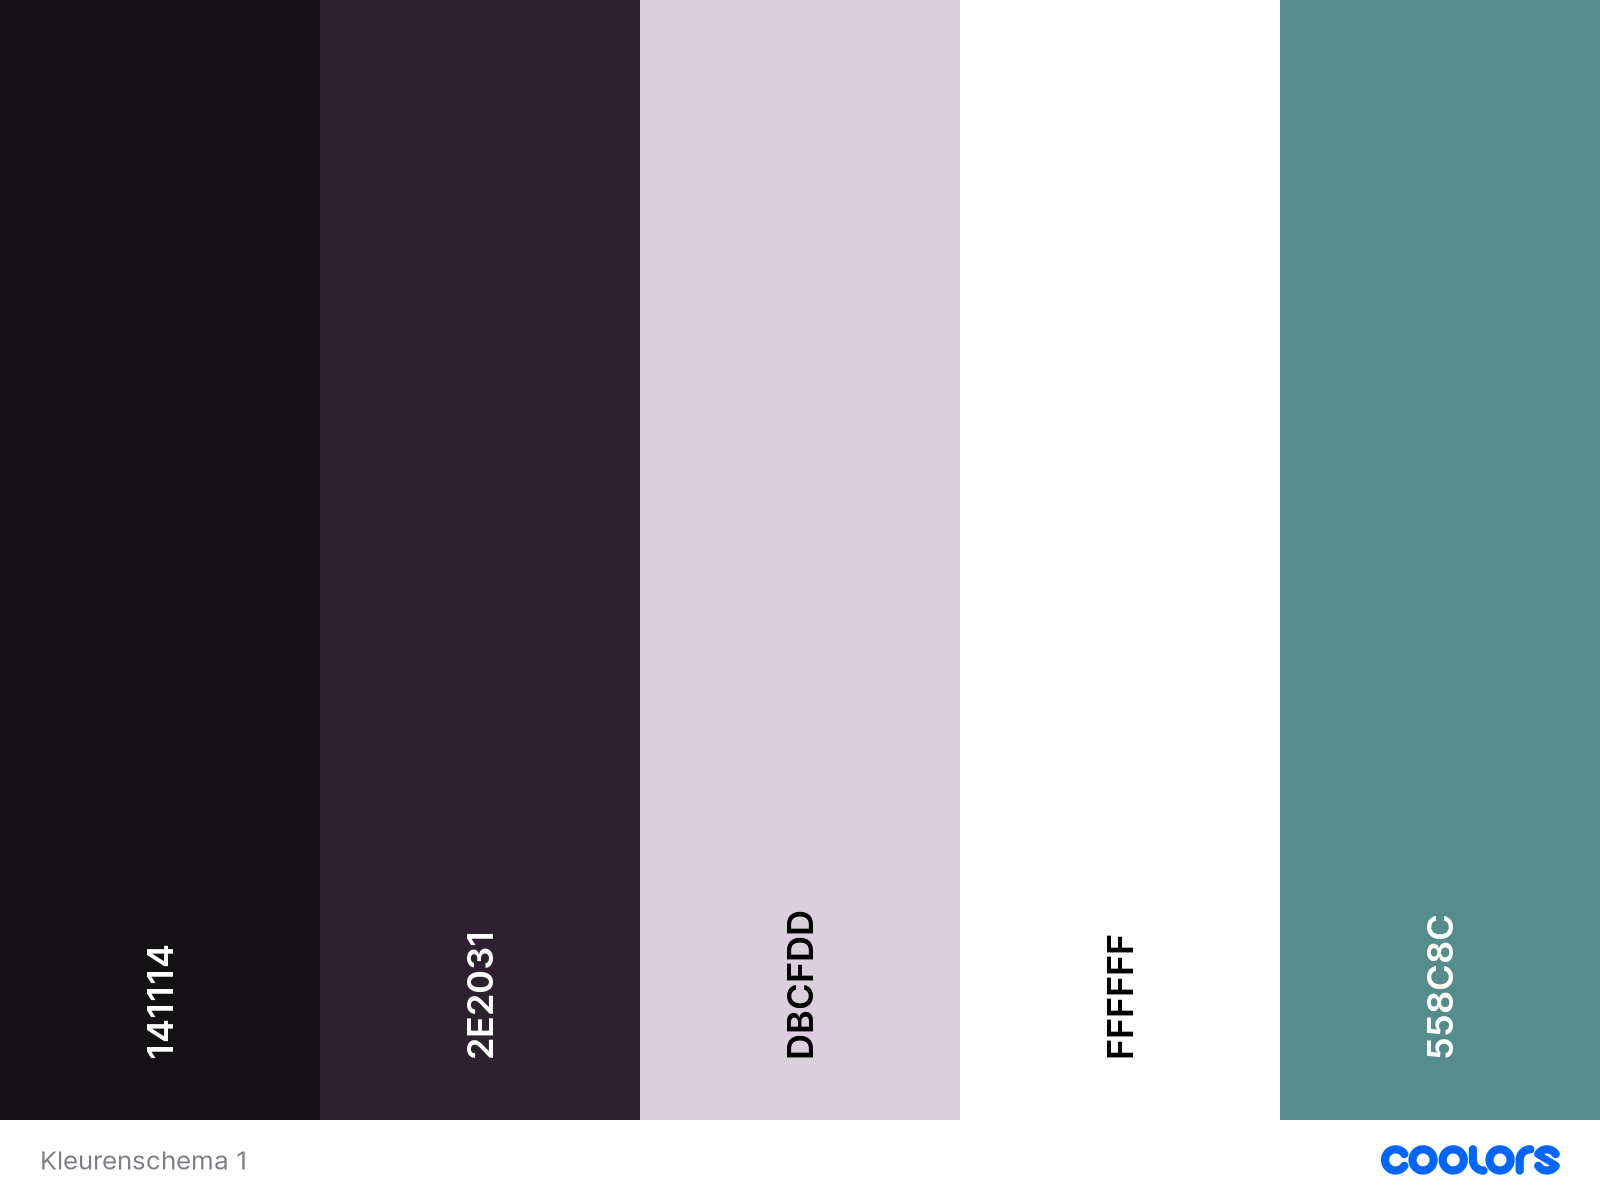 141114
2E2031
DBCFDD
FFFFFF
558C8C
Kleurenschema 1
coolors